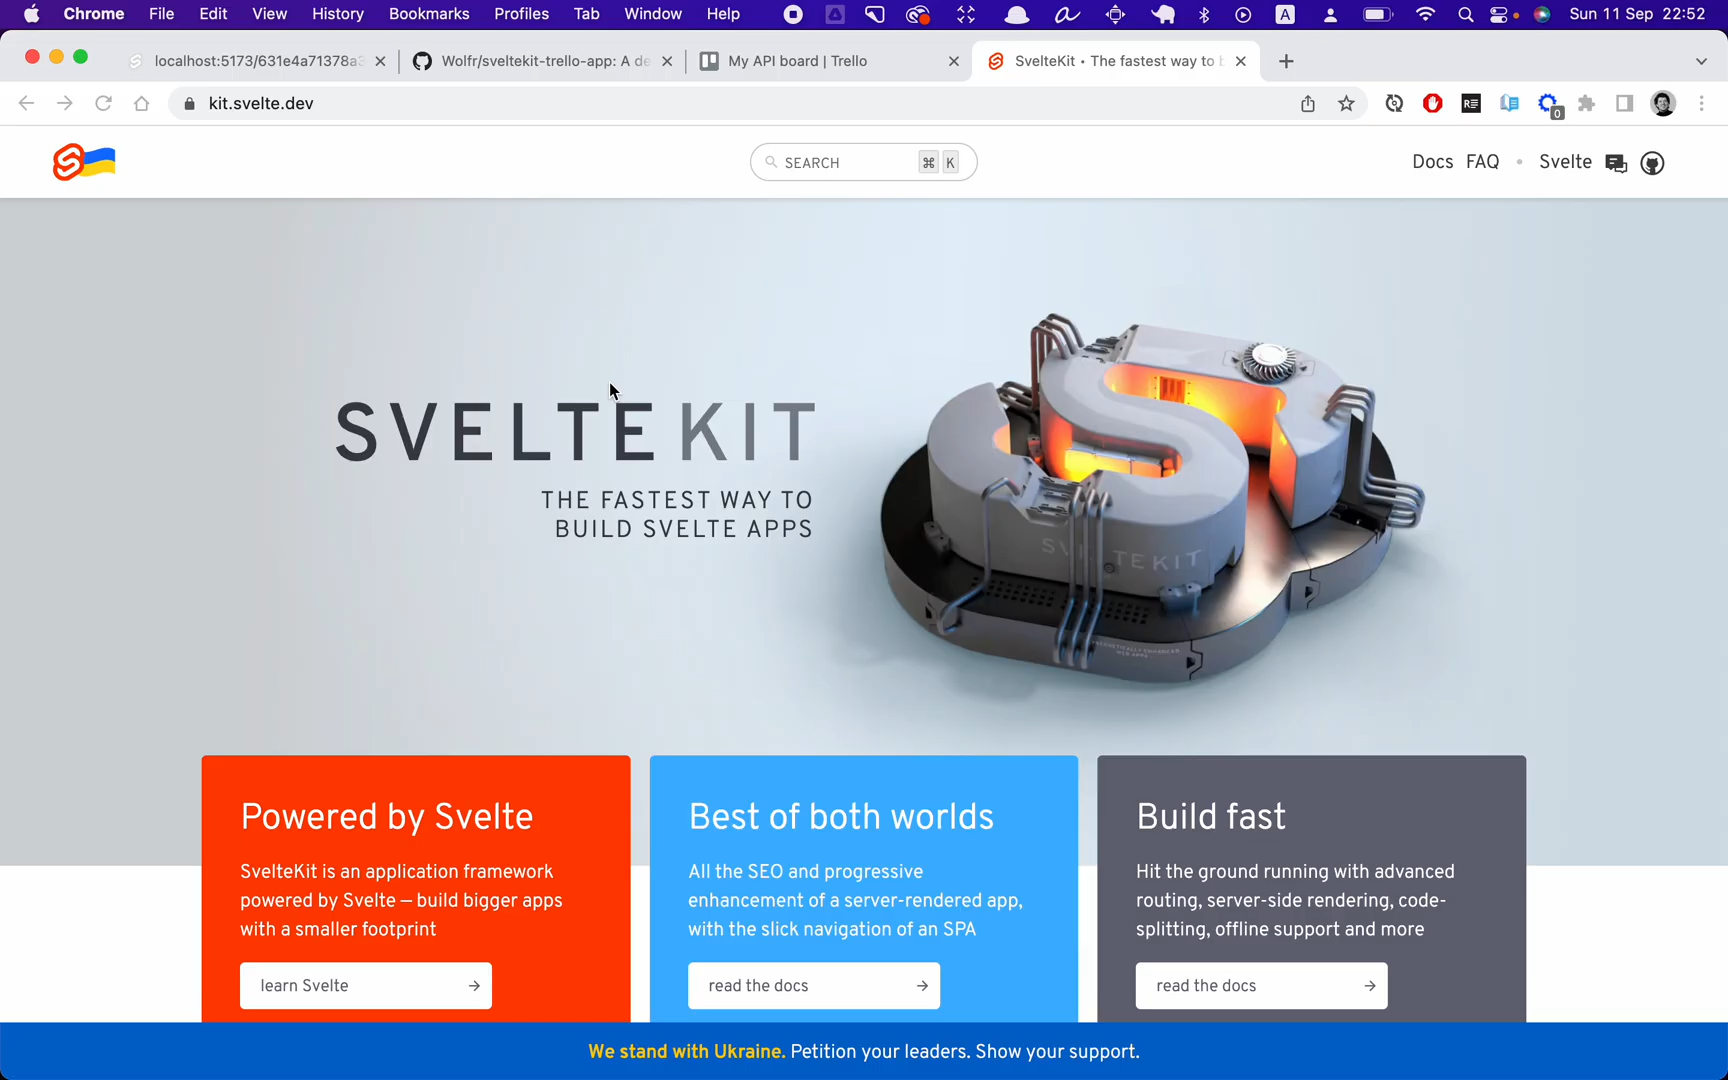 Chrome File Edit View History Bookmarks Profiles Tab Window Help A Sun 11 Sep 22:52
localhost:5173/631e4a71378a3
Wolfr/sveltekit-trello-app: A de
My API board | Trello
SvelteKit • The fastest way to b
kit.svelte.dev
0
SEARCH ⌘ K
Docs FAQ • Svelte
SVELTEKIT
THE FASTEST WAY TO
BUILD SVELTE APPS
Powered by Svelte
SvelteKit is an application framework
powered by Svelte – build bigger apps
with a smaller footprint
learn Svelte →
Best of both worlds
All the SEO and progressive
enhancement of a server-rendered app,
with the slick navigation of an SPA
read the docs →
Build fast
Hit the ground running with advanced
routing, server-side rendering, code-
splitting, offline support and more
read the docs →
We stand with Ukraine. Petition your leaders. Show your support.